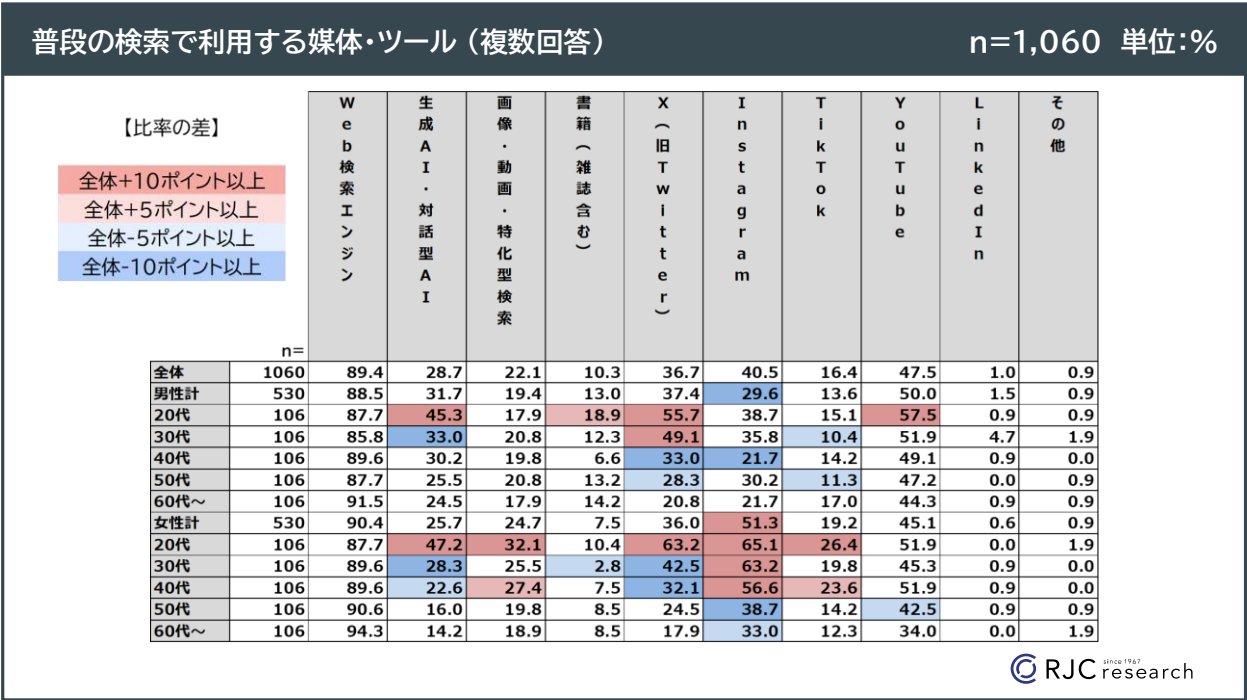 普段の検索で利用する媒体・ツール（複数回答）
n=1,060 単位：%
【比率の差】
全体+10ポイント以上
全体+5ポイント以上
全体-5ポイント以上
全体-10ポイント以上
n= Web検索エンジン 生成AI・対話型AI 画像・動画・特化型検索 書籍（雑誌含む） X（旧Twitter） Instagram TikTok YouTube LinkedIn その他
全体 1060 89.4 28.7 22.1 10.3 36.7 40.5 16.4 47.5 1.0 0.9
男性計 530 88.5 31.7 19.4 13.0 37.4 29.6 13.6 50.0 1.5 0.9
20代 106 87.7 45.3 17.9 18.9 55.7 38.7 15.1 57.5 0.9 0.9
30代 106 85.8 33.0 20.8 12.3 49.1 35.8 10.4 51.9 4.7 1.9
40代 106 89.6 30.2 19.8 6.6 33.0 21.7 14.2 49.1 0.9 0.0
50代 106 87.7 25.5 20.8 13.2 28.3 30.2 11.3 47.2 0.0 0.9
60代～ 106 91.5 24.5 17.9 14.2 20.8 21.7 17.0 44.3 0.9 0.9
女性計 530 90.4 25.7 24.7 7.5 36.0 51.3 19.2 45.1 0.6 0.9
20代 106 87.7 47.2 32.1 10.4 63.2 65.1 26.4 51.9 0.0 1.9
30代 106 89.6 28.3 25.5 2.8 42.5 63.2 19.8 45.3 0.9 0.0
40代 106 89.6 22.6 27.4 7.5 32.1 56.6 23.6 51.9 0.9 0.0
50代 106 90.6 16.0 19.8 8.5 24.5 38.7 14.2 42.5 0.9 0.9
60代～ 106 94.3 14.2 18.9 8.5 17.9 33.0 12.3 34.0 0.0 1.9
RJC research since 1967